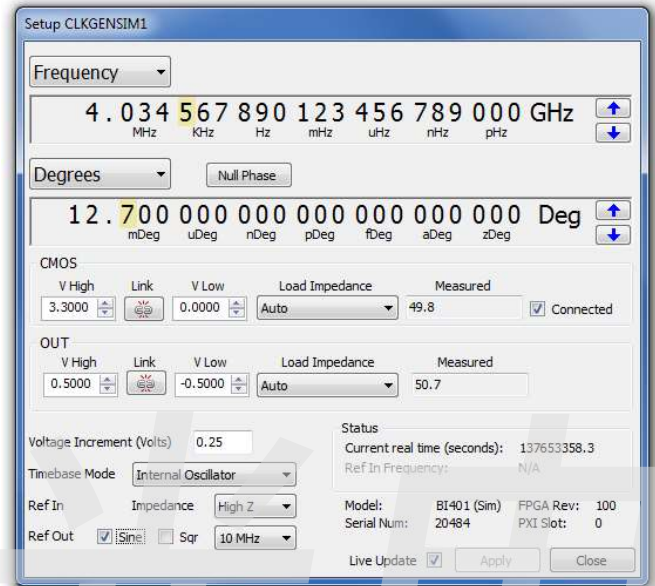 Setup CLKGENSIM1
Frequency
4.034 567 890 123 456 789 000 GHz
MHz KHz Hz mHz uHz nHz pHz
Degrees Null Phase
12.700 000 000 000 000 000 000 Deg
mDeg uDeg nDeg pDeg fDeg aDeg zDeg
CMOS
V High Link V Low Load Impedance Measured
3.3000 0.0000 Auto 49.8 Connected
OUT
V High Link V Low Load Impedance Measured
0.5000 -0.5000 Auto 50.7
Voltage Increment (Volts) 0.25
Timebase Mode Internal Oscillator
Ref In Impedance High Z
Ref Out Sine Sqr 10 MHz
Status
Current real time (seconds): 137653358.3
Ref In Frequency: N/A
Model: BI401 (Sim) FPGA Rev: 100
Serial Num: 20484 PXI Slot: 0
Live Update Apply Close